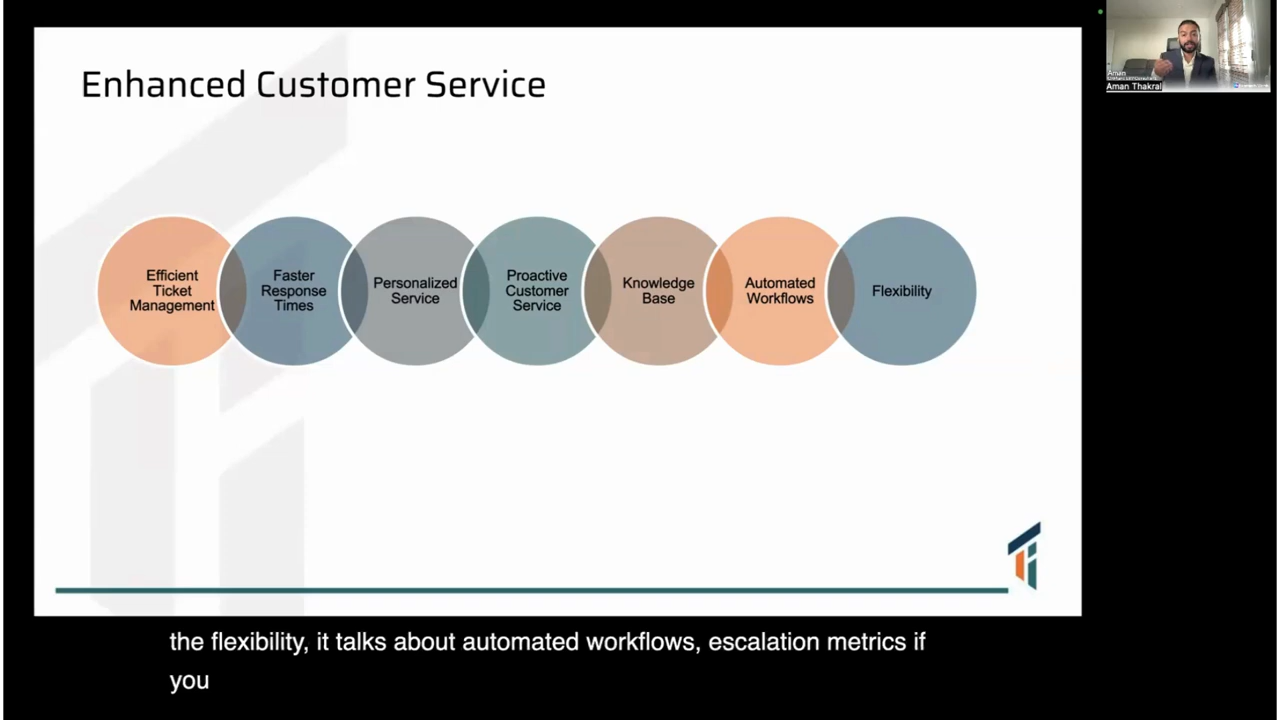 Enhanced Customer Service
Efficient
Ticket
Management
Faster
Response
Times
Personalized
Service
Proactive
Customer
Service
Knowledge
Base
Automated
Workflows
Flexibility
Aman
Aman Thakral
the flexibility, it talks about automated workflows, escalation metrics if
you